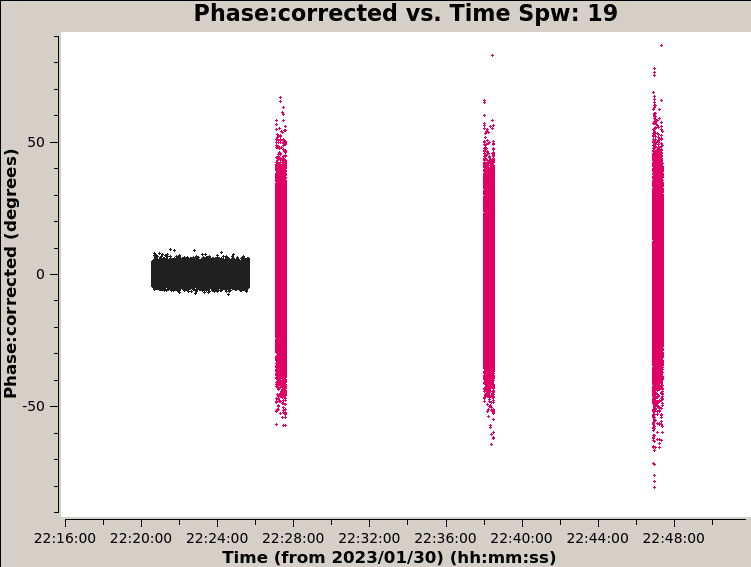 Phase:corrected vs. Time Spw: 19
Phase:corrected (degrees)
50
0
-50
22:16:00 22:20:00 22:24:00 22:28:00 22:32:00 22:36:00 22:40:00 22:44:00 22:48:00
Time (from 2023/01/30) (hh:mm:ss)